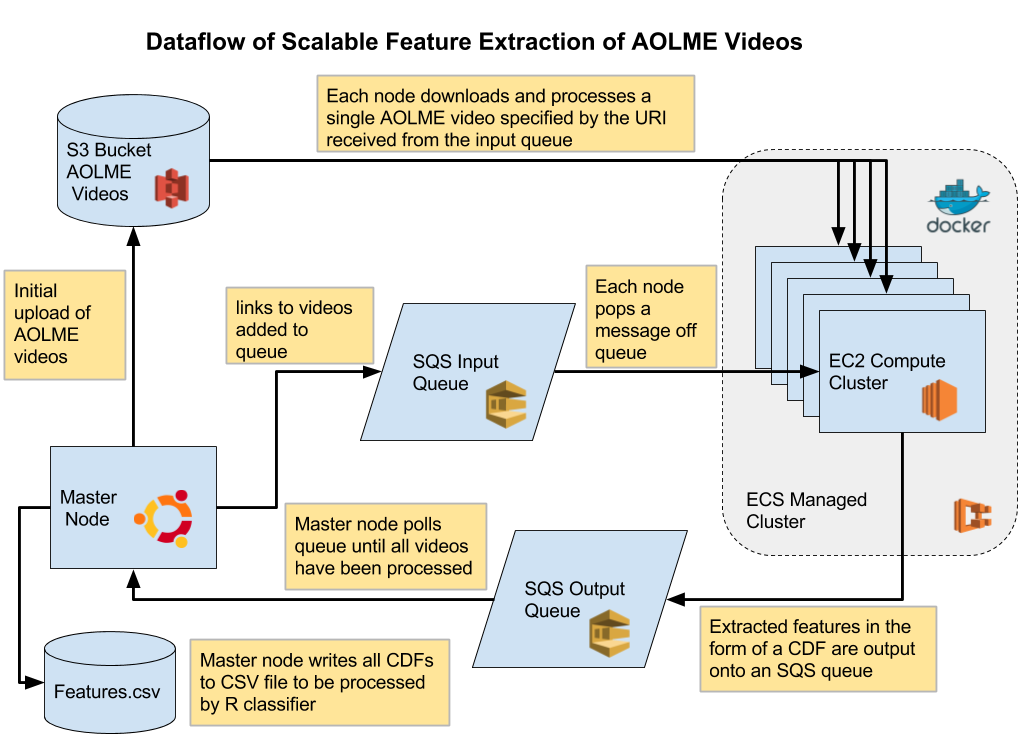 Dataflow of Scalable Feature Extraction of AOLME Videos
Each node downloads and processes a
single AOLME video specified by the URI
received from the input queue
S3 Bucket
AOLME
Videos
docker
Initial
upload of
AOLME
videos
links to videos
added to
queue
SQS Input
Queue
Each node
pops a
message off
queue
EC2 Compute
Cluster
Master
Node
Master node polls
queue until all videos
have been processed
ECS Managed
Cluster
SQS Output
Queue
Extracted features in the
form of a CDF are output
onto an SQS queue
Features.csv
Master node writes all CDFs
to CSV file to be processed
by R classifier